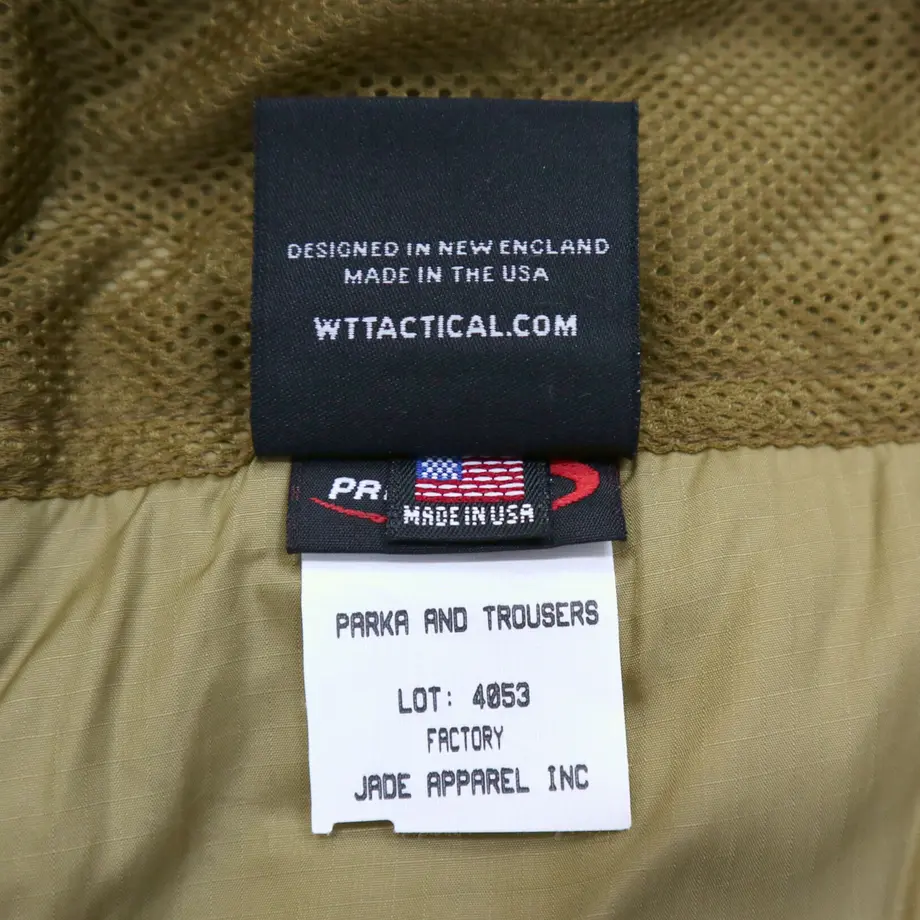 DESIGNED IN NEW ENGLAND
MADE IN THE USA
WTTACTICAL.COM
MADE IN USA
PARKA AND TROUSERS
LOT: 4053
FACTORY
JADE APPAREL INC